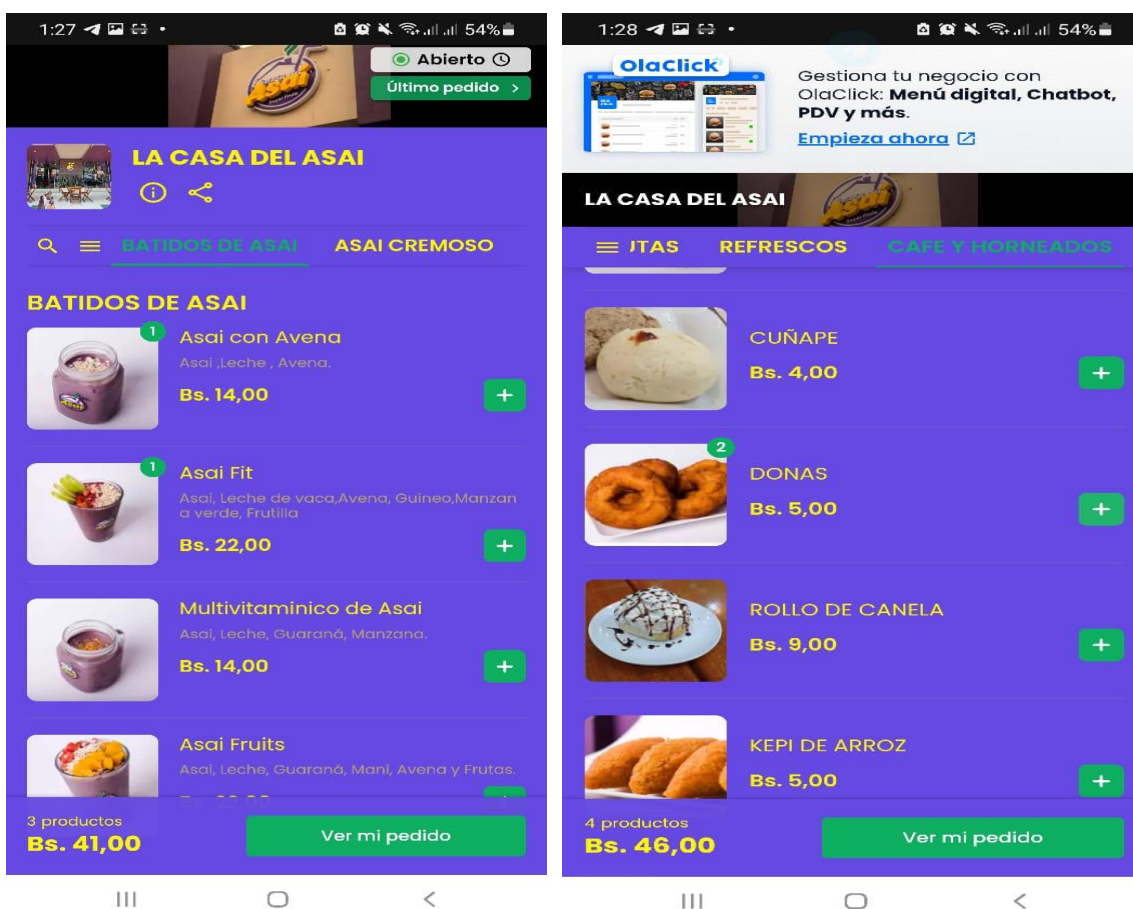 1:27
54%
Asai
Abierto
Último pedido >
LA CASA DEL ASAI
BATIDOS DE ASAI
ASAI CREMOSO
BATIDOS DE ASAI
1
Asai con Avena
Asai ,Leche , Avena.
Bs. 14,00
+
1
Asai Fit
Asai, Leche de vaca,Avena, Guineo,Manzan
a verde, Frutilla
Bs. 22,00
+
Multivitaminico de Asai
Asaí, Leche, Guaraná, Manzana.
Bs. 14,00
+
Asai Fruits
Asai, Leche, Guaraná, Mani, Avena y Frutas.
Bs. 22,00
3 productos
Bs. 41,00
Ver mi pedido
1:28
54%
OlaClick
Gestiona tu negocio con
OlaClick: Menú digital, Chatbot,
PDV y más.
Empieza ahora
LA CASA DEL ASAI
Asai
JTAS
REFRESCOS
CAFE Y HORNEADOS
CUÑAPE
Bs. 4,00
+
2
DONAS
Bs. 5,00
+
ROLLO DE CANELA
Bs. 9,00
+
KEPI DE ARROZ
Bs. 5,00
+
4 productos
Bs. 46,00
Ver mi pedido